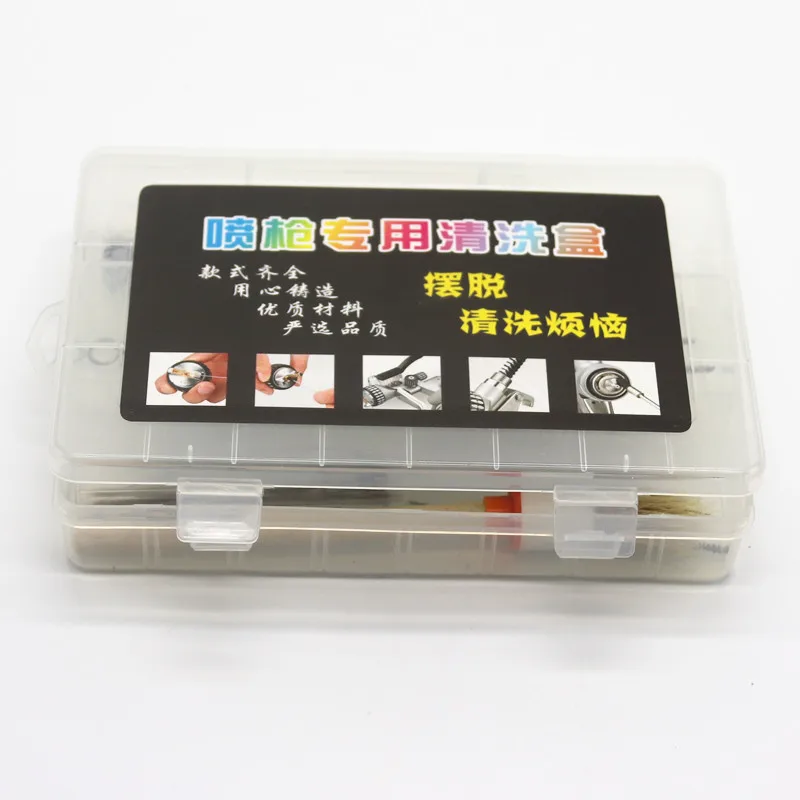 喷枪专用清洗盒
款式齐全
用心铸造
优质材料
严选品质
摆脱
清洗烦恼